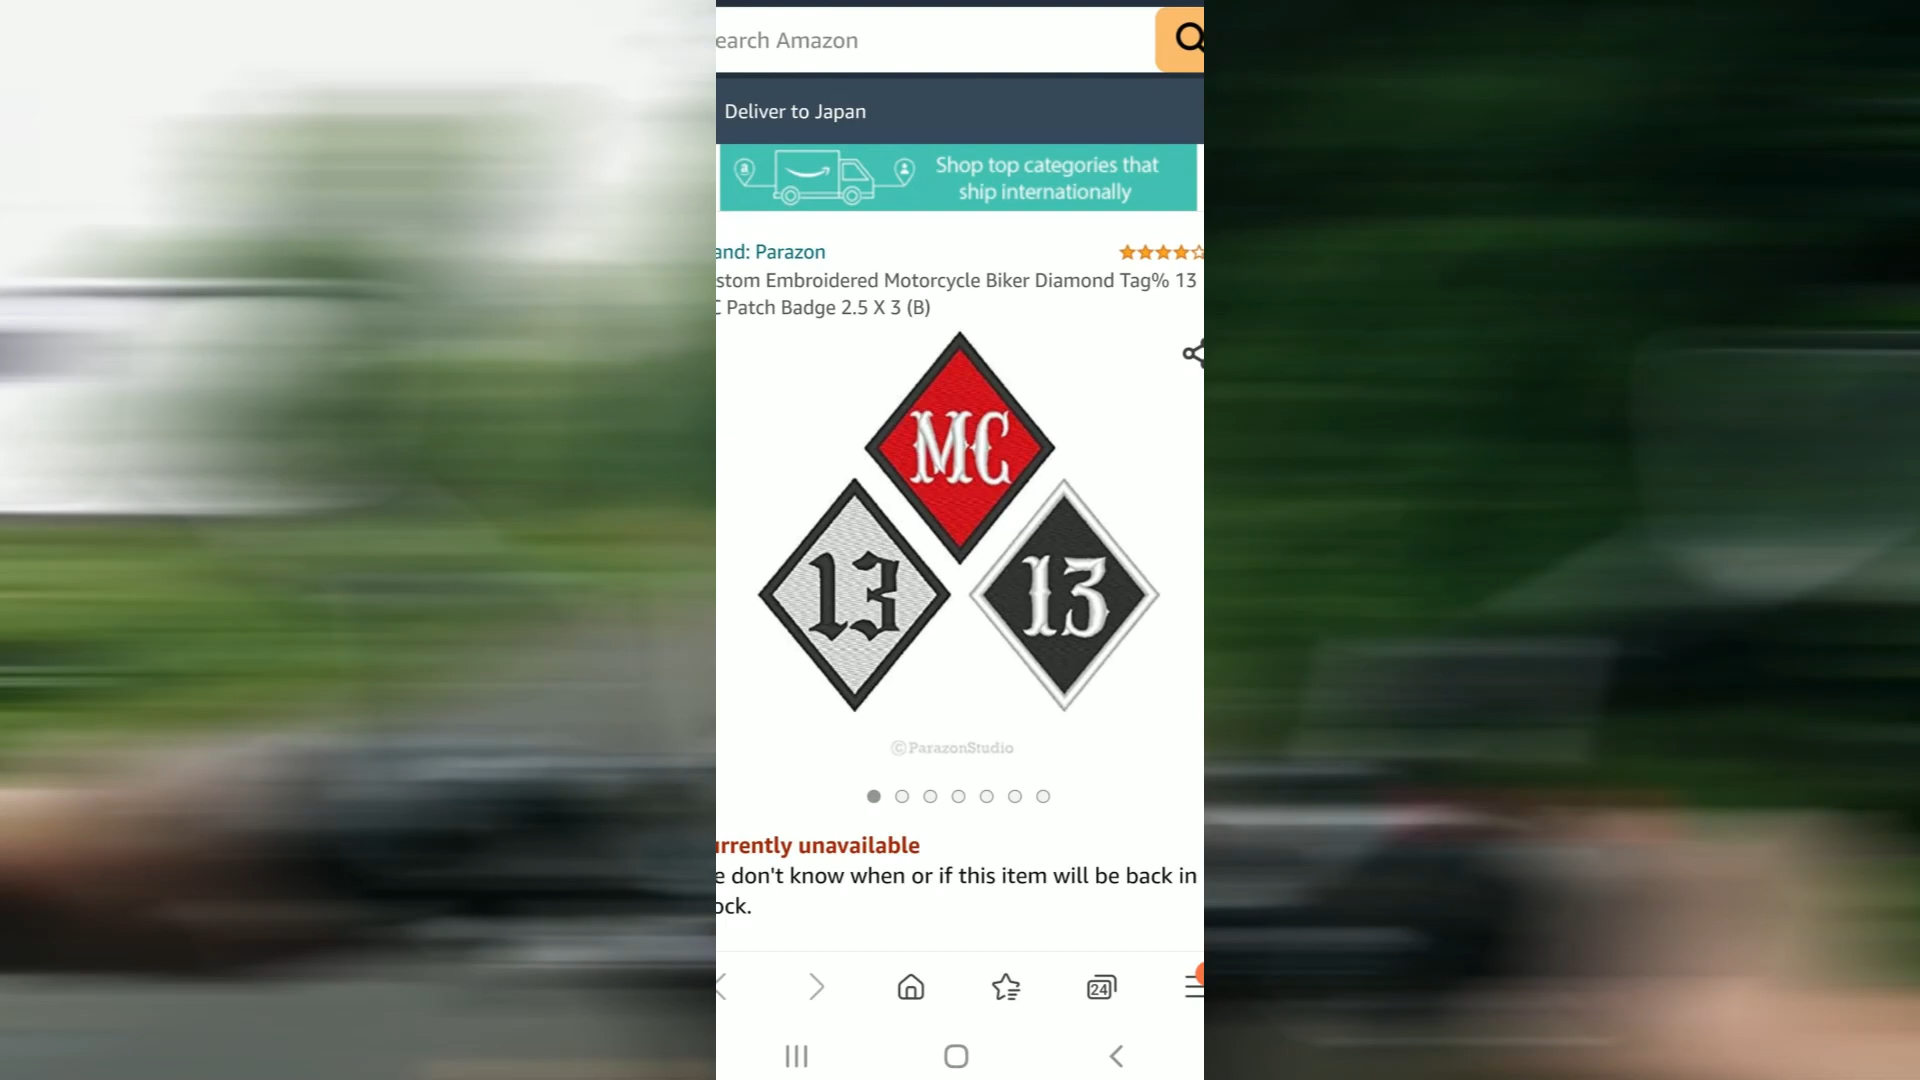 earch Amazon
Deliver to Japan
a
Shop top categories that
ship internationally
and: Parazon
stom Embroidered Motorcycle Biker Diamond Tag% 13
C Patch Badge 2.5 X 3 (B)
MC
13
13
©ParazonStudio
urrently unavailable
e don't know when or if this item will be back in
ock.
24